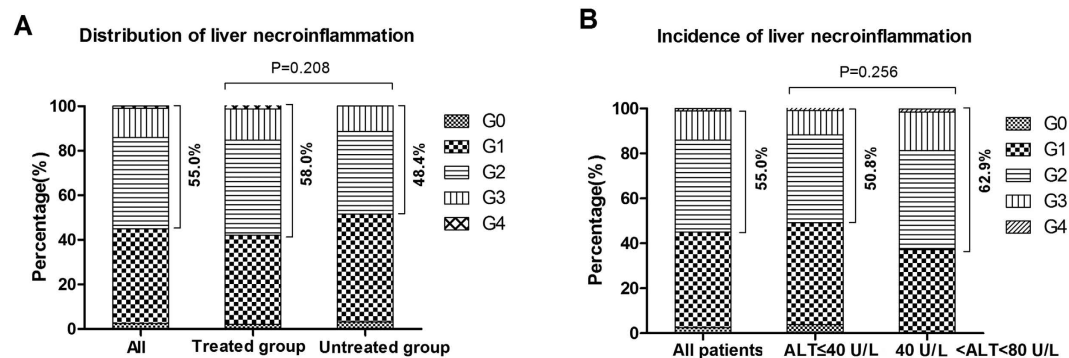 A
Distribution of liver necroinflammation
P=0.208
Percentage(%)
100
80
60
40
20
0
55.0%
58.0%
48.4%
G0
G1
G2
G3
G4
All
Treated group
Untreated group
B
Incidence of liver necroinflammation
P=0.256
Percentage(%)
100
80
60
40
20
0
55.0%
50.8%
62.9%
G0
G1
G2
G3
G4
All patients
ALT≤40 U/L
40 U/L <ALT<80 U/L